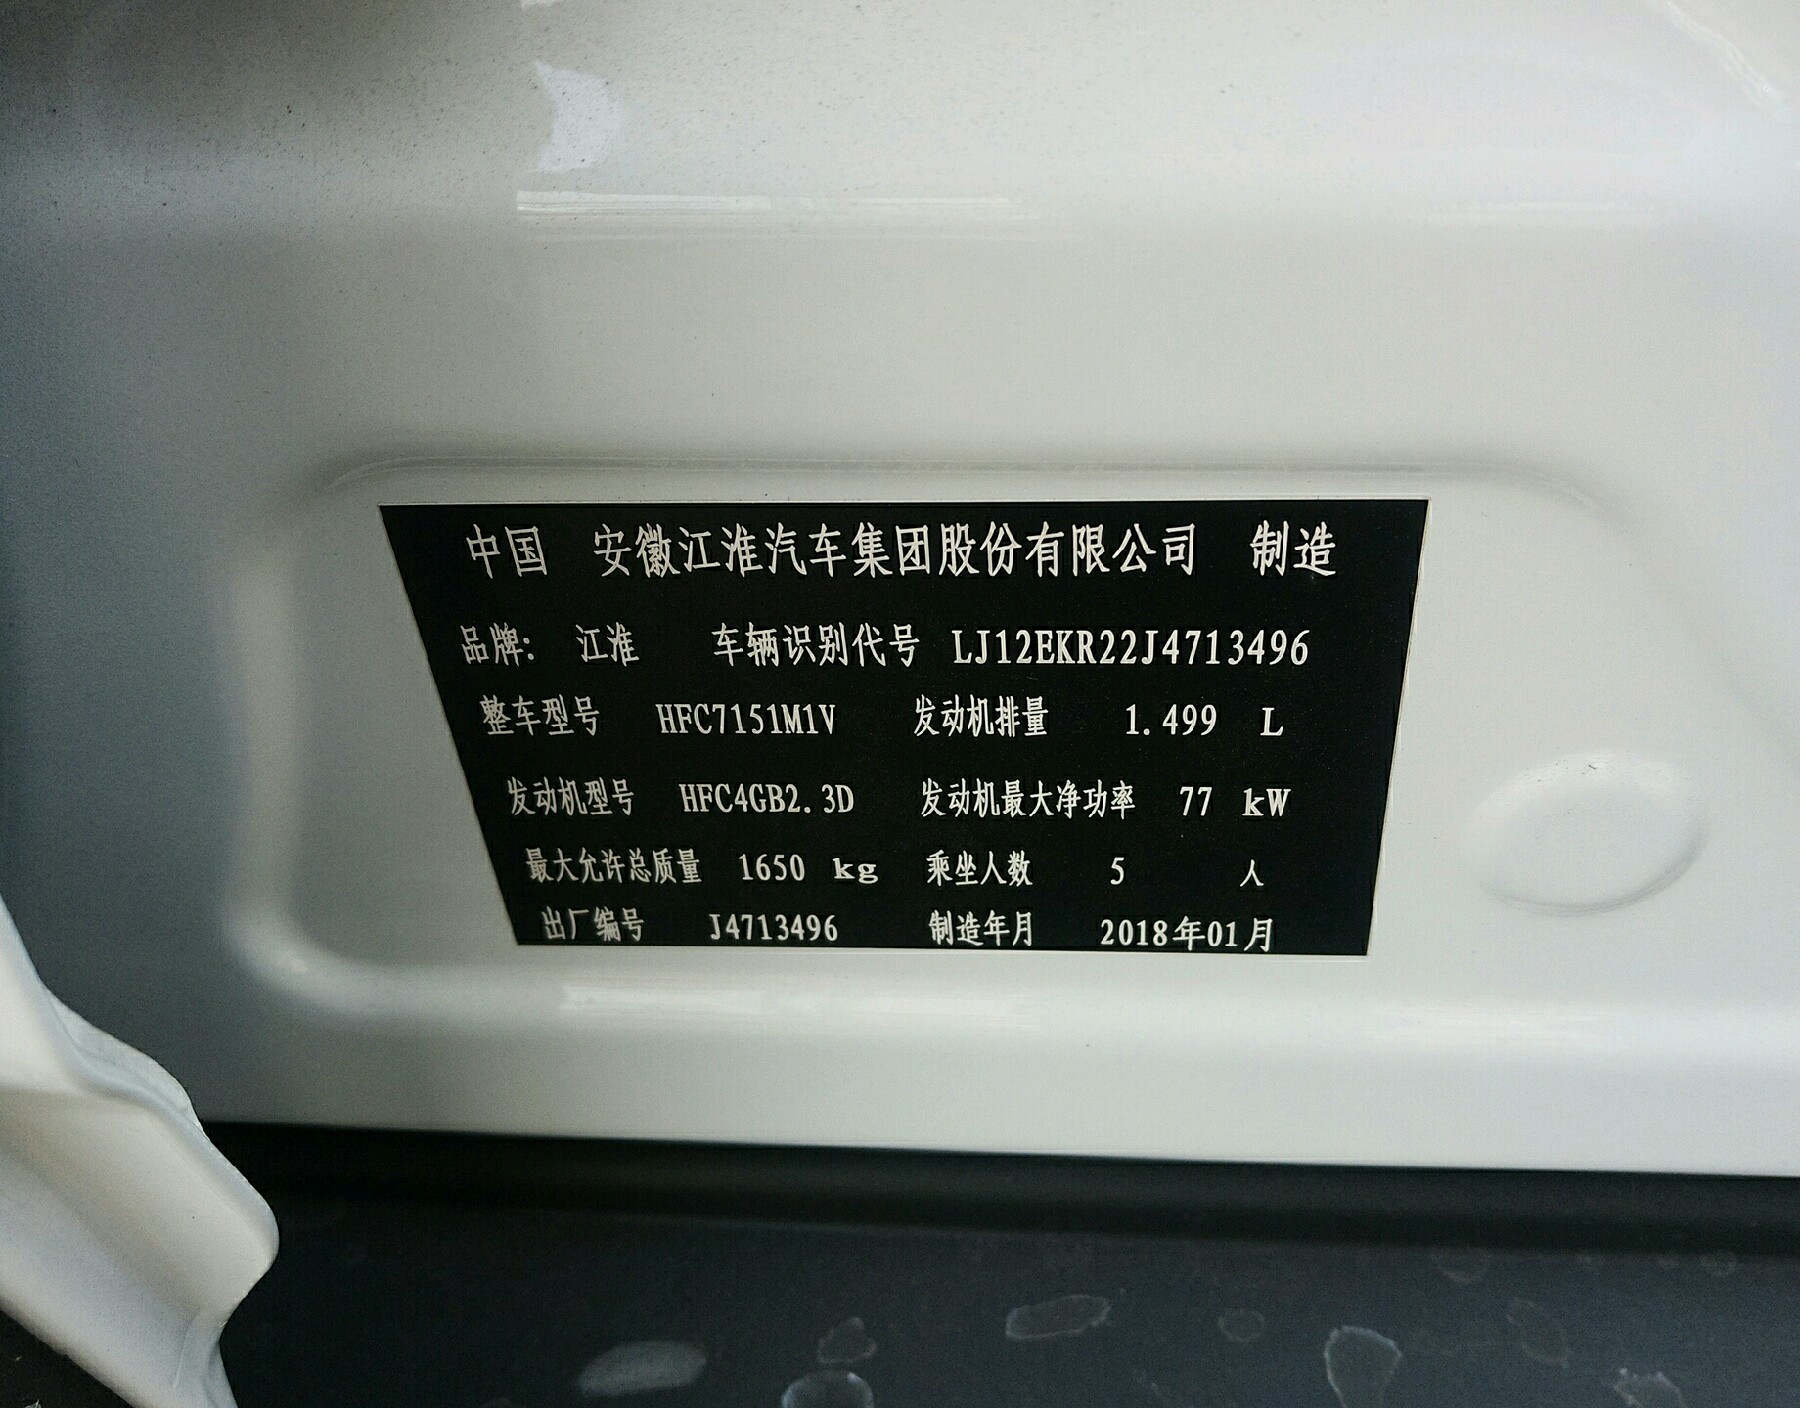 中国 安徽江淮汽车集团股份有限公司 制造
品牌: 江淮 车辆识别代号 LJ12EKR22J4713496
整车型号 HFC7151M1V 发动机排量 1.499 L
发动机型号 HFC4GB2.3D 发动机最大净功率 77 kW
最大允许总质量 1650 kg 乘坐人数 5 人
出厂编号 J4713496 制造年月 2018年01月